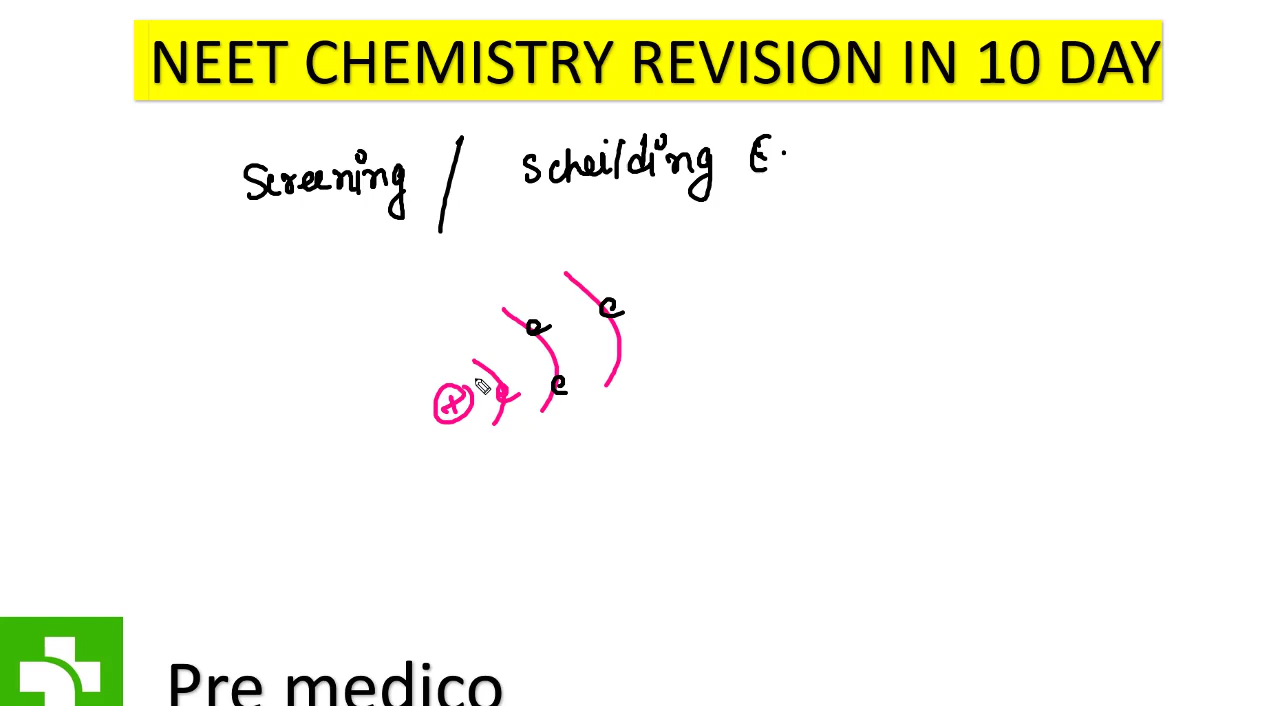 NEET CHEMISTRY REVISION IN 10 DAY
Screening / Scheilding E.
e
e
e
e
+
Pre medico